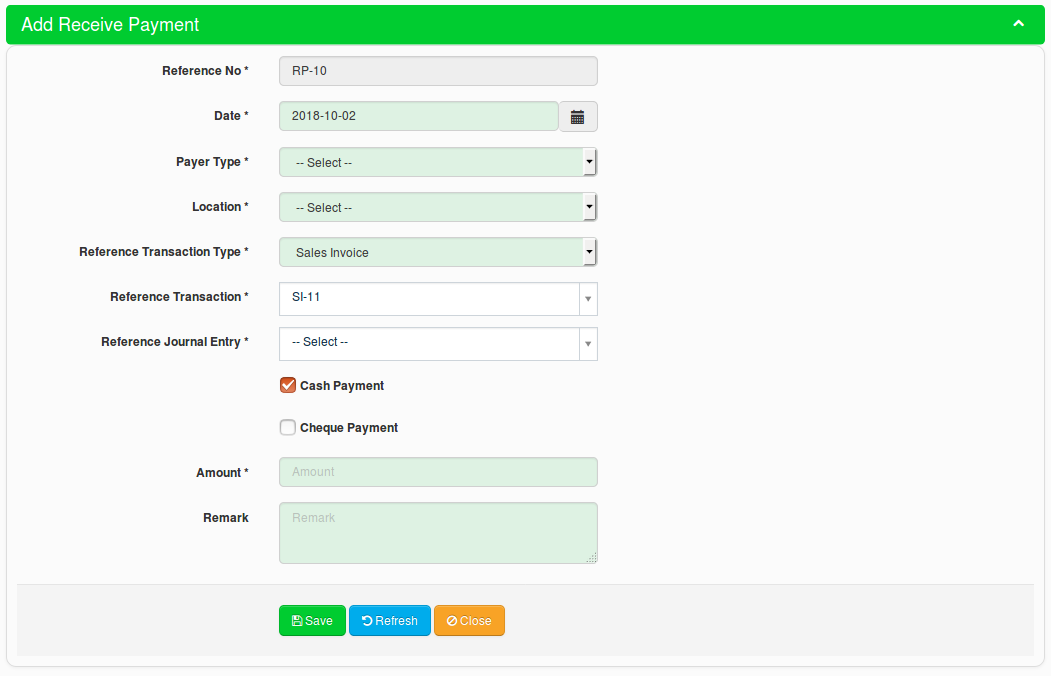 Add Receive Payment
Reference No * RP-10
Date * 2018-10-02
Payer Type * -- Select --
Location * -- Select --
Reference Transaction Type * Sales Invoice
Reference Transaction * SI-11
Reference Journal Entry * -- Select --
Cash Payment
Cheque Payment
Amount * Amount
Remark Remark
Save Refresh Close